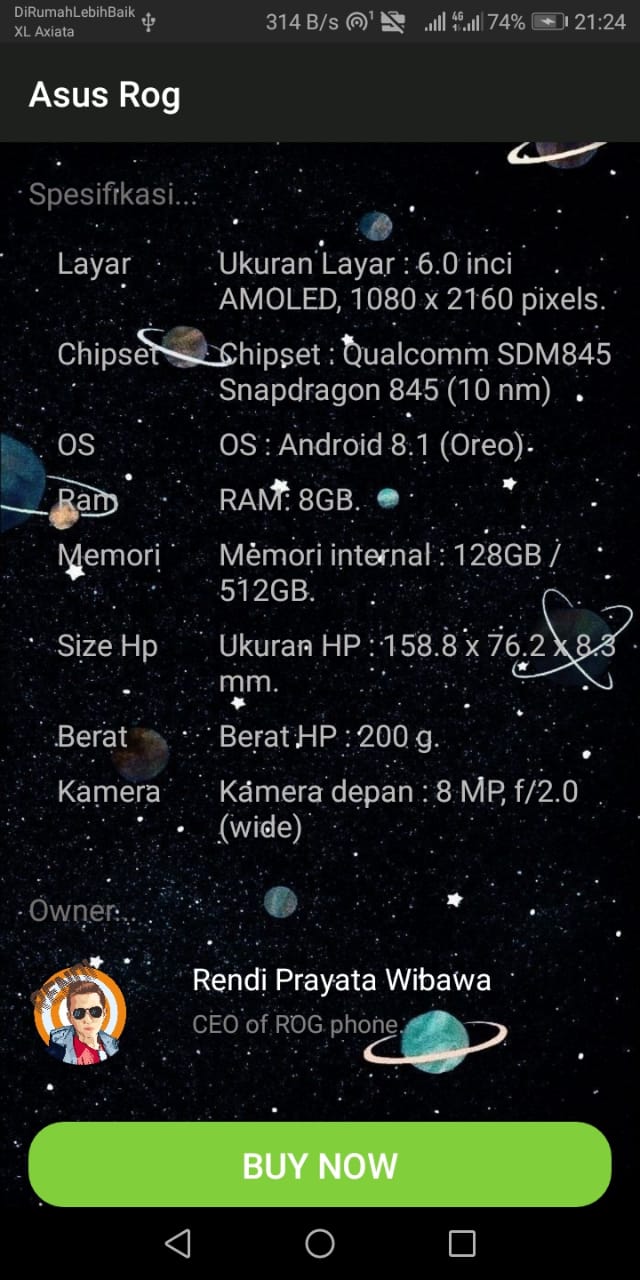 DiRumahLebihBaik
XL Axiata
314 B/s 1 4G 74% 21:24
Asus Rog
Spesifikasi...
Layar Ukuran Layar : 6.0 inci
AMOLED, 1080 x 2160 pixels.
Chipset Chipset : Qualcomm SDM845
Snapdragon 845 (10 nm)
OS OS : Android 8.1 (Oreo)
Ram RAM: 8GB.
Memori Memori internal : 128GB /
512GB.
Size Hp Ukuran HP : 158.8 x 76.2 x 8.3
mm.
Berat Berat HP : 200 g.
Kamera Kamera depan : 8 MP, f/2.0
(wide)
Owner...
Rendi Prayata Wibawa
CEO of ROG phone.
BUY NOW